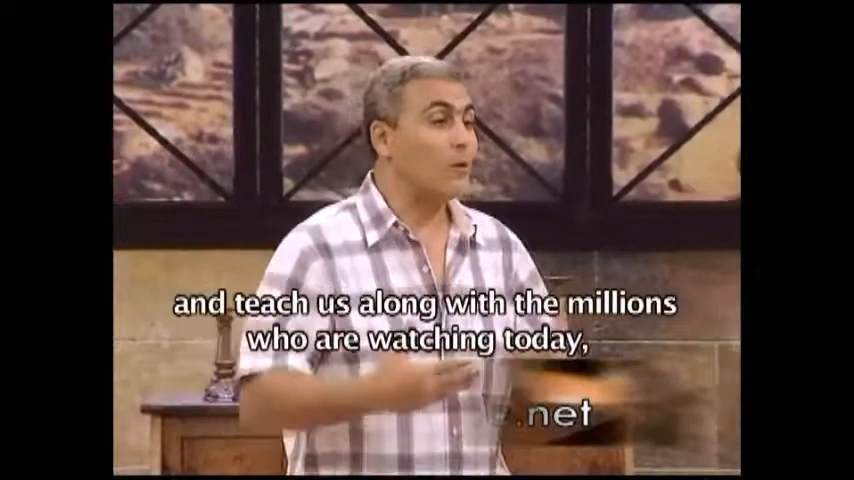 and teach us along with the millions
who are watching today,
.net